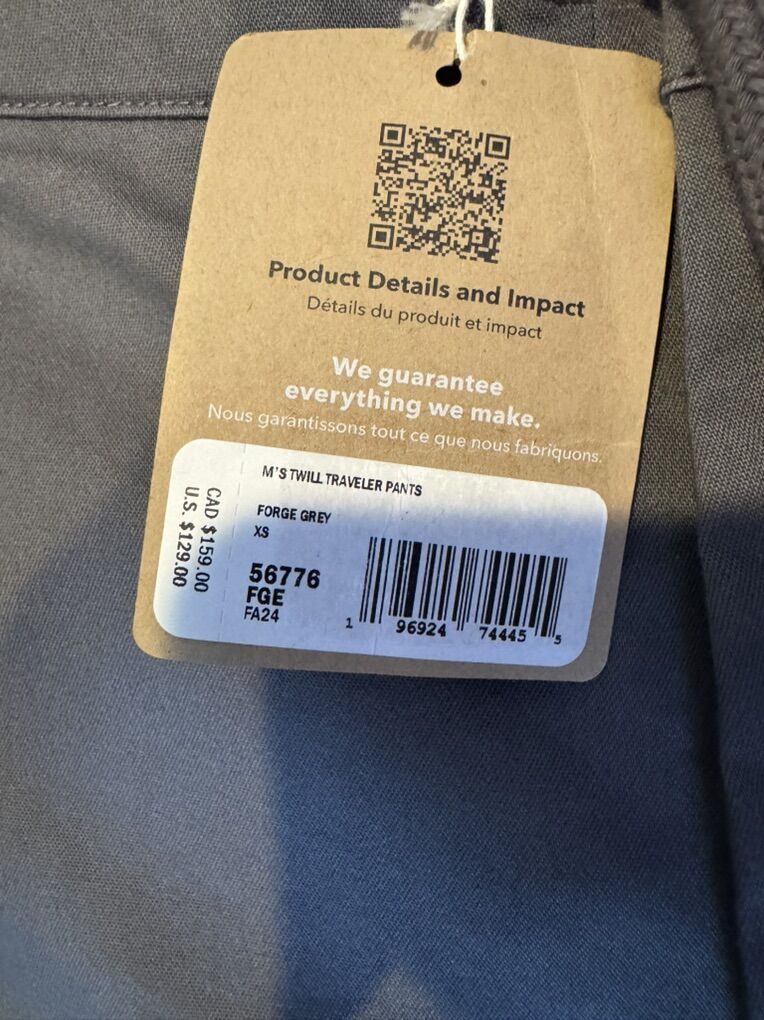 Product Details and Impact
Détails du produit et impact
We guarantee
everything we make.
Nous garantissons tout ce que nous fabriquons.
M'S TWILL TRAVELER PANTS
FORGE GREY
XS
56776
FGE
FA24
CAD $159.00
U.S. $129.00
1 96924 74445 5